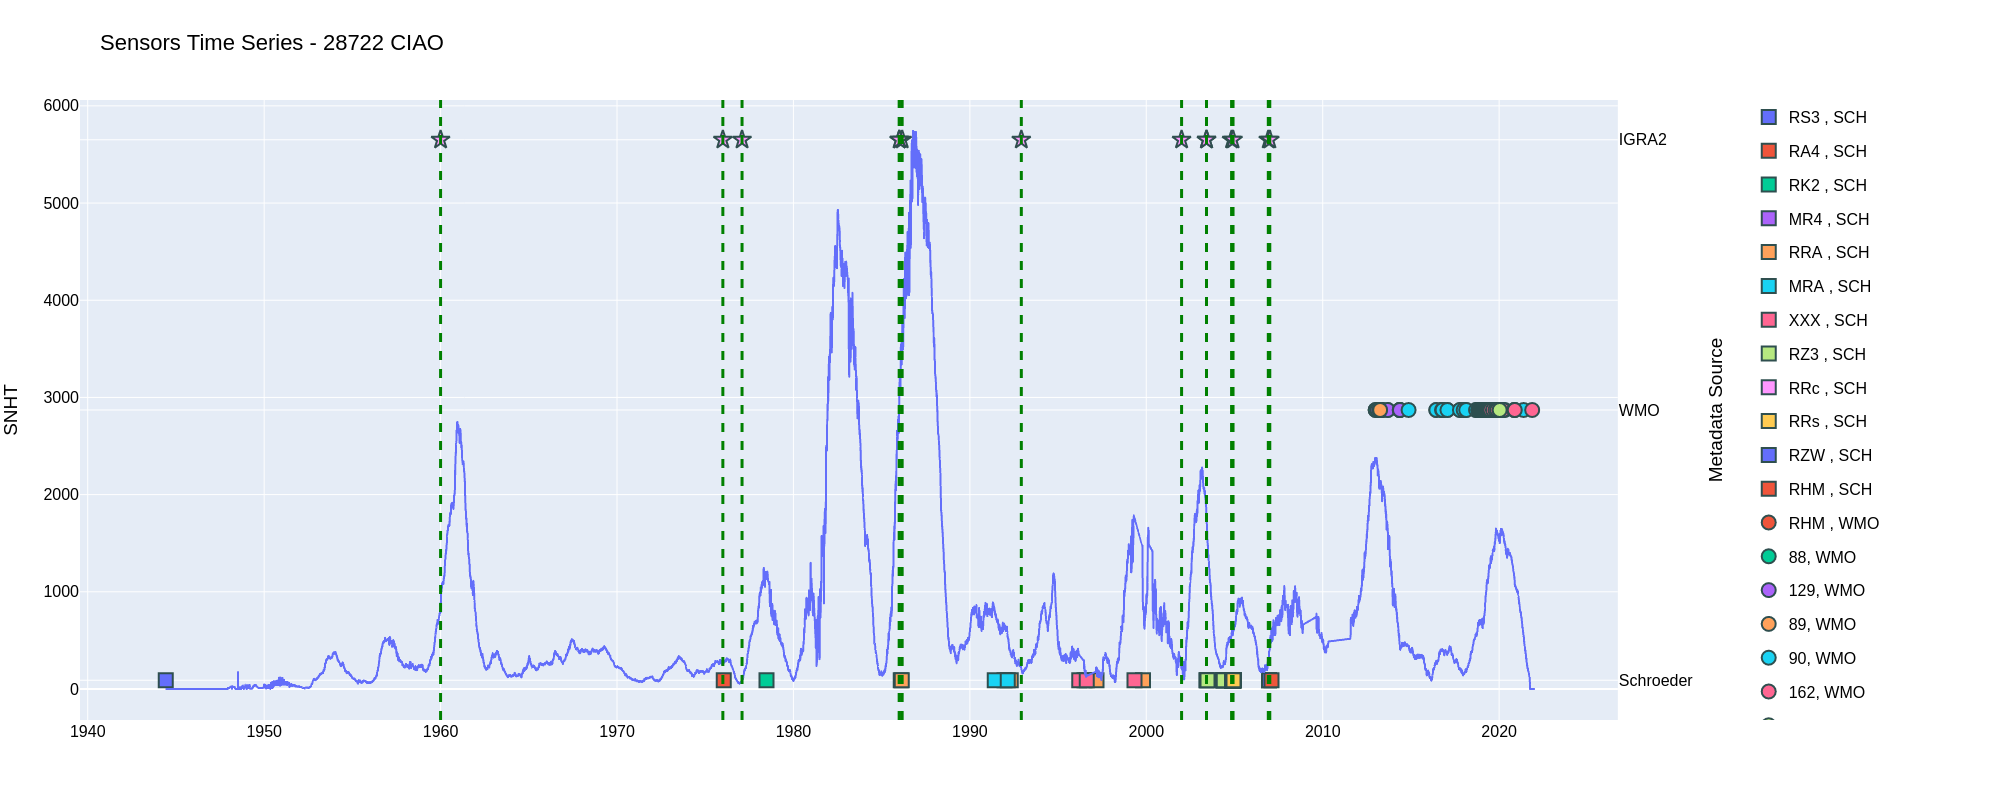 Sensors Time Series - 28722 CIAO
6000
5000
4000
3000
2000
1000
0
SNHT
1940
1950
1960
1970
1980
1990
2000
2010
2020
IGRA2
WMO
Schroeder
Metadata Source
RS3 , SCH
RA4 , SCH
RK2 , SCH
MR4 , SCH
RRA , SCH
MRA , SCH
XXX , SCH
RZ3 , SCH
RRc , SCH
RRs , SCH
RZW , SCH
RHM , SCH
RHM , WMO
88, WMO
129, WMO
89, WMO
90, WMO
162, WMO